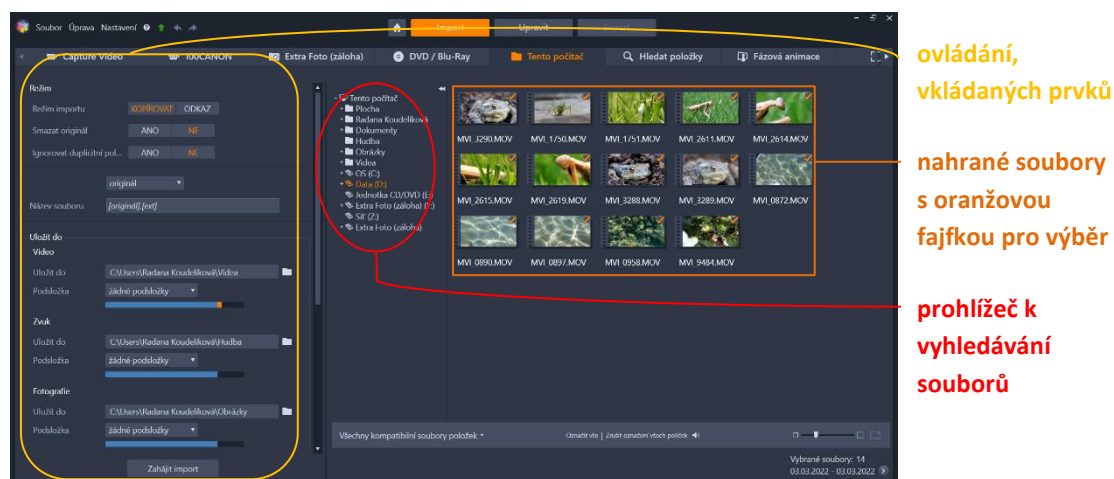 Soubor Úprava Nastavení
Import
Upravit
Export
Capture Video
100CANON
Extra Foto (záloha)
DVD / Blu-Ray
Tento počítač
Hledat položky
Fázová animace
Režim
Režim importu KOPÍROVAT ODKAZ
Smazat originál ANO NE
Ignorovat duplicitní pol... ANO NE
originál
Název souboru [originál].[ext]
Uložit do
Video
Uložit do C:\Users\Radana Koudelíková\Videa
Podsložka žádné podsložky
Zvuk
Uložit do C:\Users\Radana Koudelíková\Hudba
Podsložka žádné podsložky
Fotografie
Uložit do C:\Users\Radana Koudelíková\Obrázky
Podsložka žádné podsložky
Zahájit import
Tento počítač
Plocha
Radana Koudelíková
Dokumenty
Hudba
Obrázky
Videa
OS (C:)
Data (D:)
Jednotka CD/DVD (E:)
Extra Foto (záloha)
Síť (Z:)
Extra Foto (záloha)
MVI_3290.MOV MVI_1750.MOV MVI_1751.MOV MVI_2611.MOV MVI_2614.MOV
MVI_2615.MOV MVI_2619.MOV MVI_3288.MOV MVI_3289.MOV MVI_0872.MOV
MVI_0890.MOV MVI_0897.MOV MVI_0958.MOV MVI_9484.MOV
Všechny kompatibilní soubory položek
Označit vše | Zrušit označení všech položek
Vybrané soubory: 14
03.03.2022 - 03.03.2022
ovládání,
vkládaných prvků
nahrané soubory
s oranžovou
fajfkou pro výběr
prohlížeč k
vyhledávání
souborů